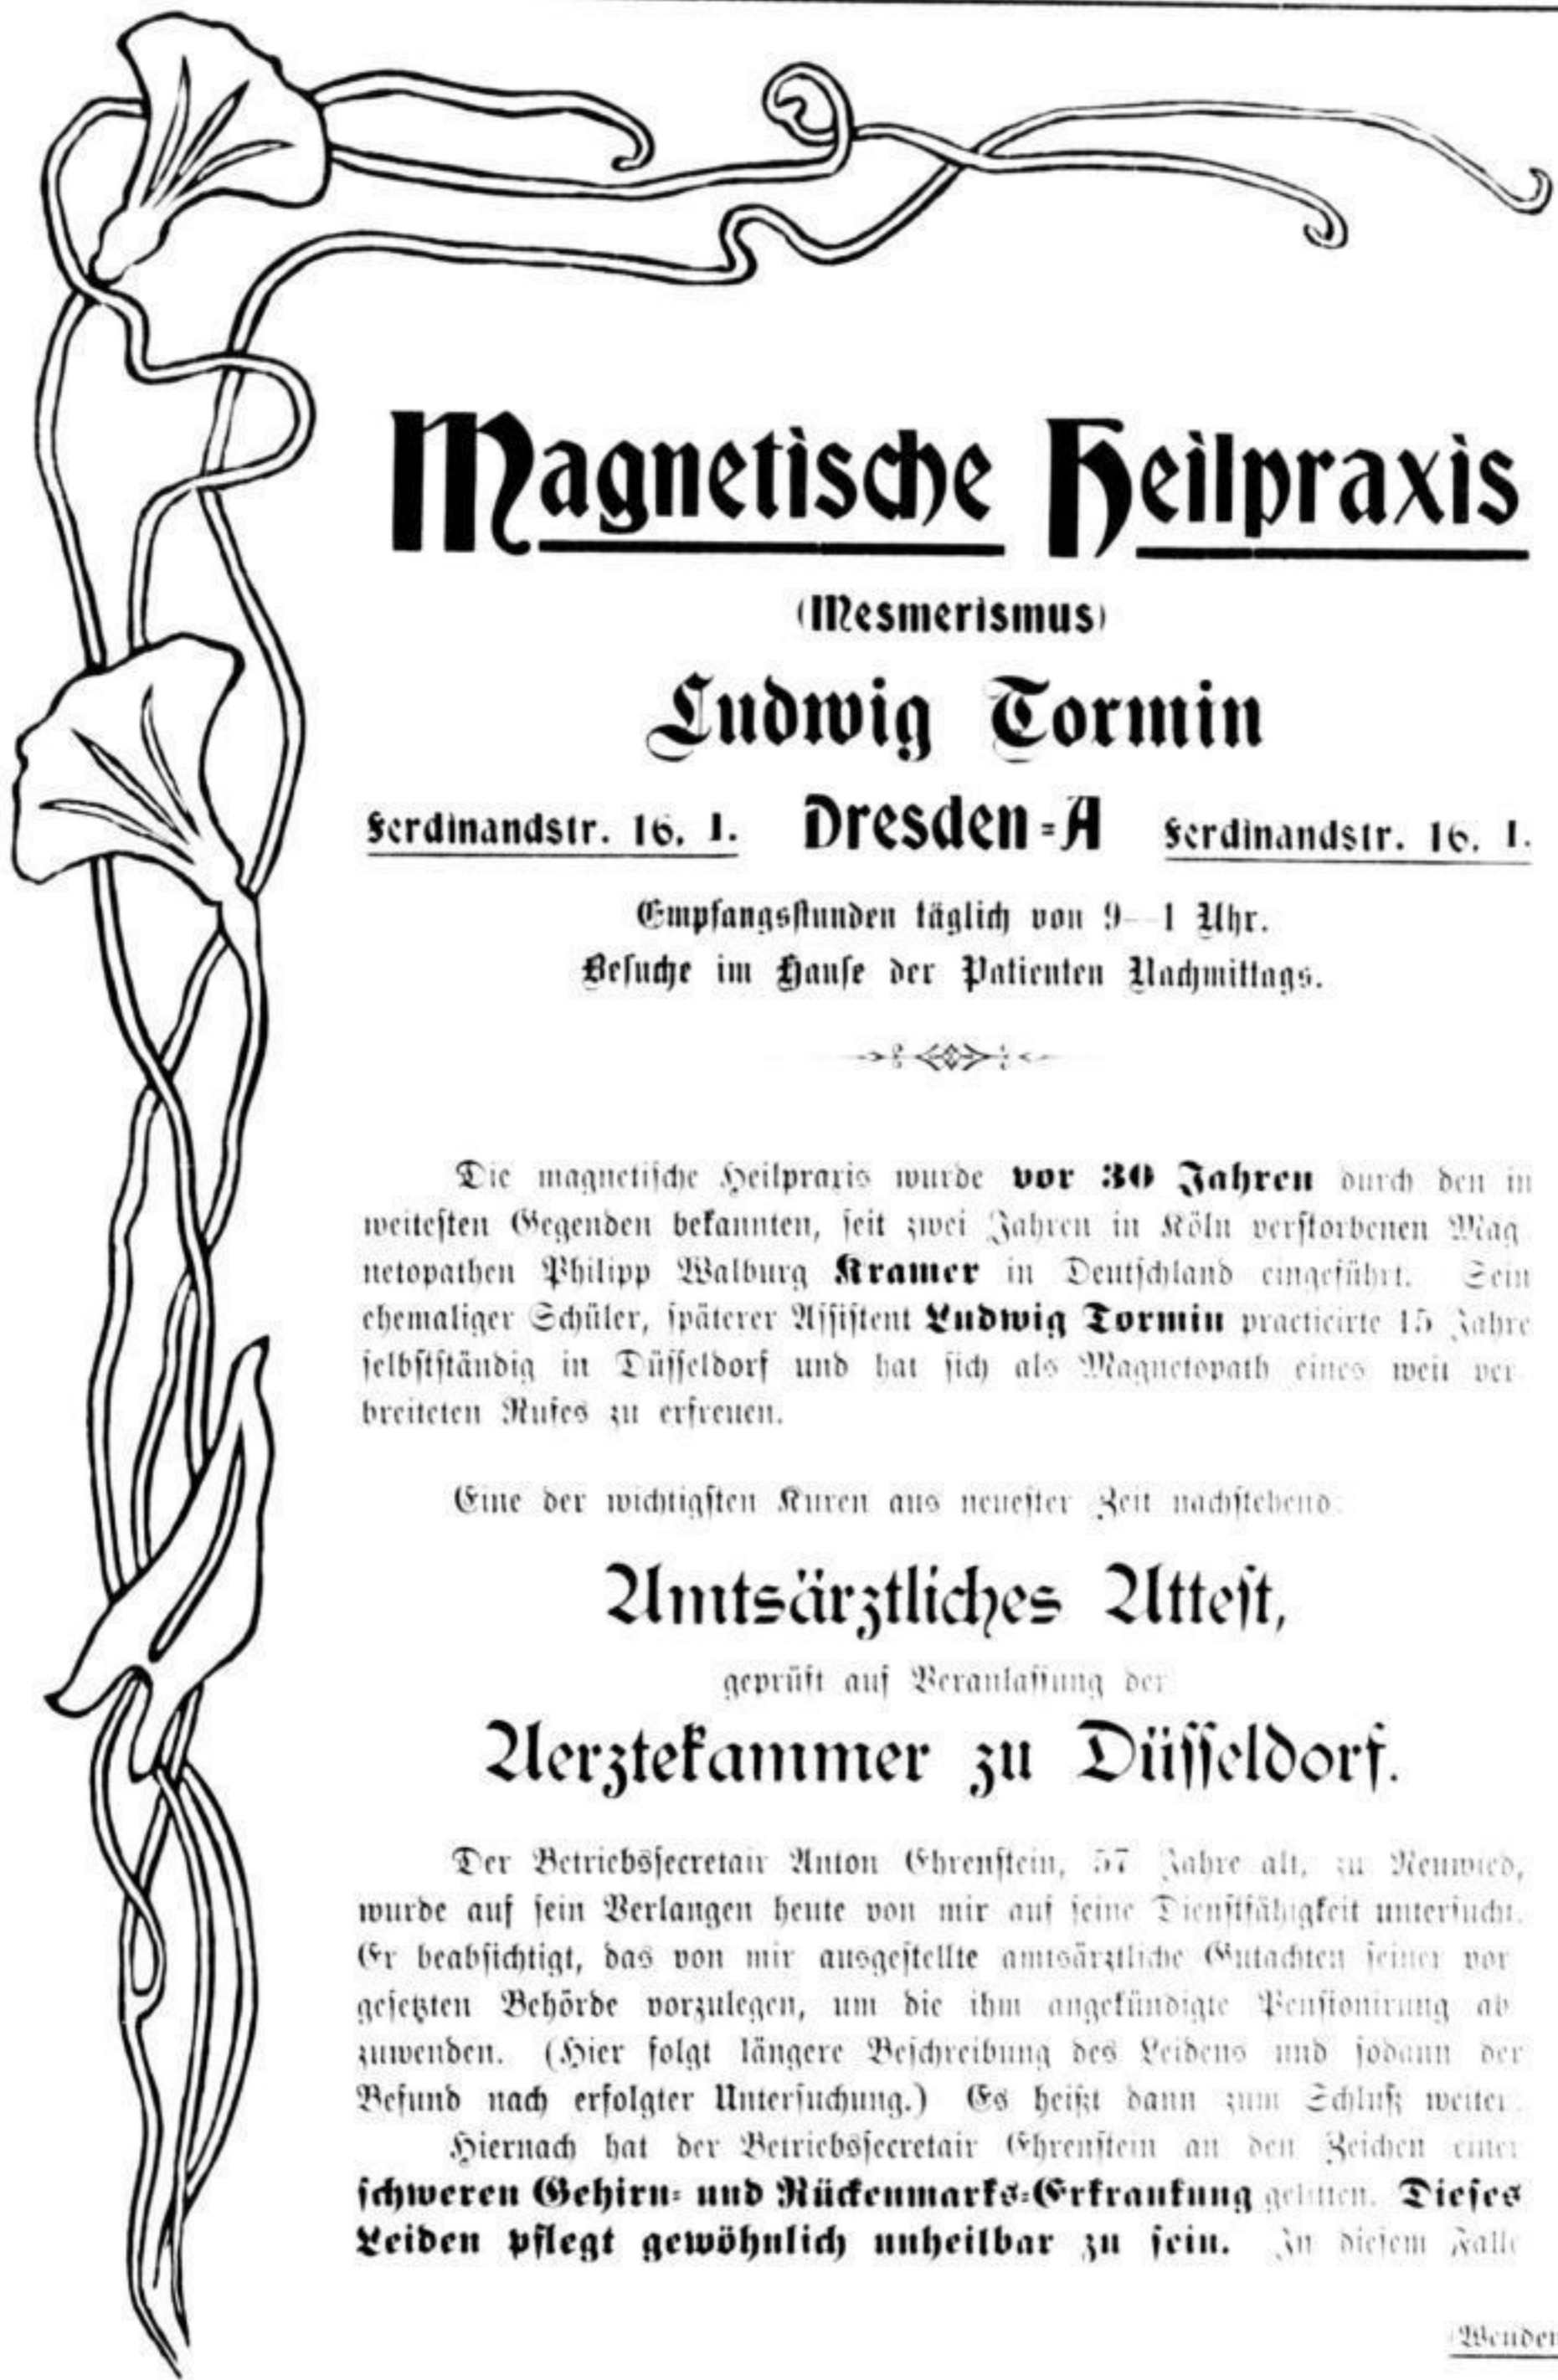 Magnetische Heilpraxis
(Mesmerismus)
Ludwig Tormin
Ferdinandstr. 16. I. Dresden=A Ferdinandstr. 16. I.
Empfangsstunden täglich von 9–1 Uhr.
Besuche im Hause der Patienten Nachmittags.
Die magnetische Heilpraxis wurde vor 30 Jahren durch den in
weitesten Gegenden bekannten, seit zwei Jahren in Köln verstorbenen Mag
netopathen Philipp Walburg Kramer in Deutschland eingeführt. Sein
ehemaliger Schüler, späterer Assistent Ludwig Tormin practicirte 15 Jahre
selbstständig in Düsseldorf und hat sich als Magnetopath eines weit ver
breiteten Rufes zu erfreuen.
Eine der wichtigsten Kuren aus neuester Zeit nachstehend:
Amtsärztliches Attest,
geprüft auf Veranlassung der
Aerztekammer zu Düsseldorf.
Der Betriebssecretair Anton Ehrenstein, 57 Jahre alt, zu Neuwied,
wurde auf sein Verlangen heute von mir auf seine Dienstfähigkeit untersucht.
Er beabsichtigt, das von mir ausgestellte amtsärztliche Gutachten seiner vor
gesetzten Behörde vorzulegen, um die ihm angekündigte Pensionirung ab
zuwenden. (Hier folgt längere Beschreibung des Leidens und sodann der
Befund nach erfolgter Untersuchung.) Es heißt dann zum Schluß weiter:
Hiernach hat der Betriebssecretair Ehrenstein an den Zeichen einer
schweren Gehirn= und Rückenmarks=Erkrankung gelitten. Dieses
Leiden pflegt gewöhnlich unheilbar zu sein. In diesem Falle
(Wenden